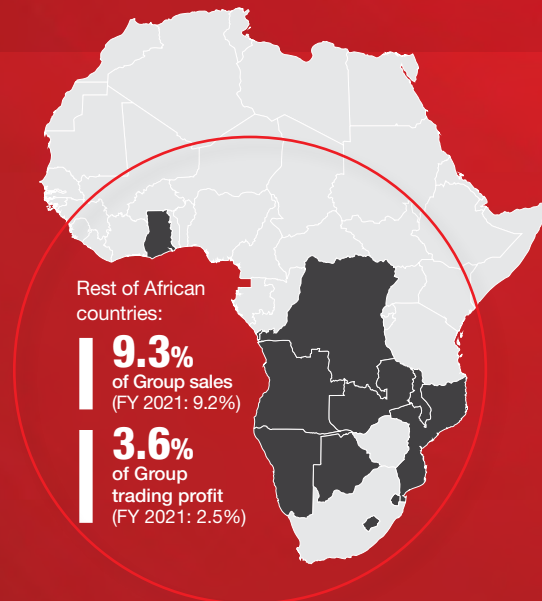 Rest of African
countries:
9.3%
of Group sales
(FY 2021: 9.2%)
3.6%
of Group
trading profit
(FY 2021: 2.5%)